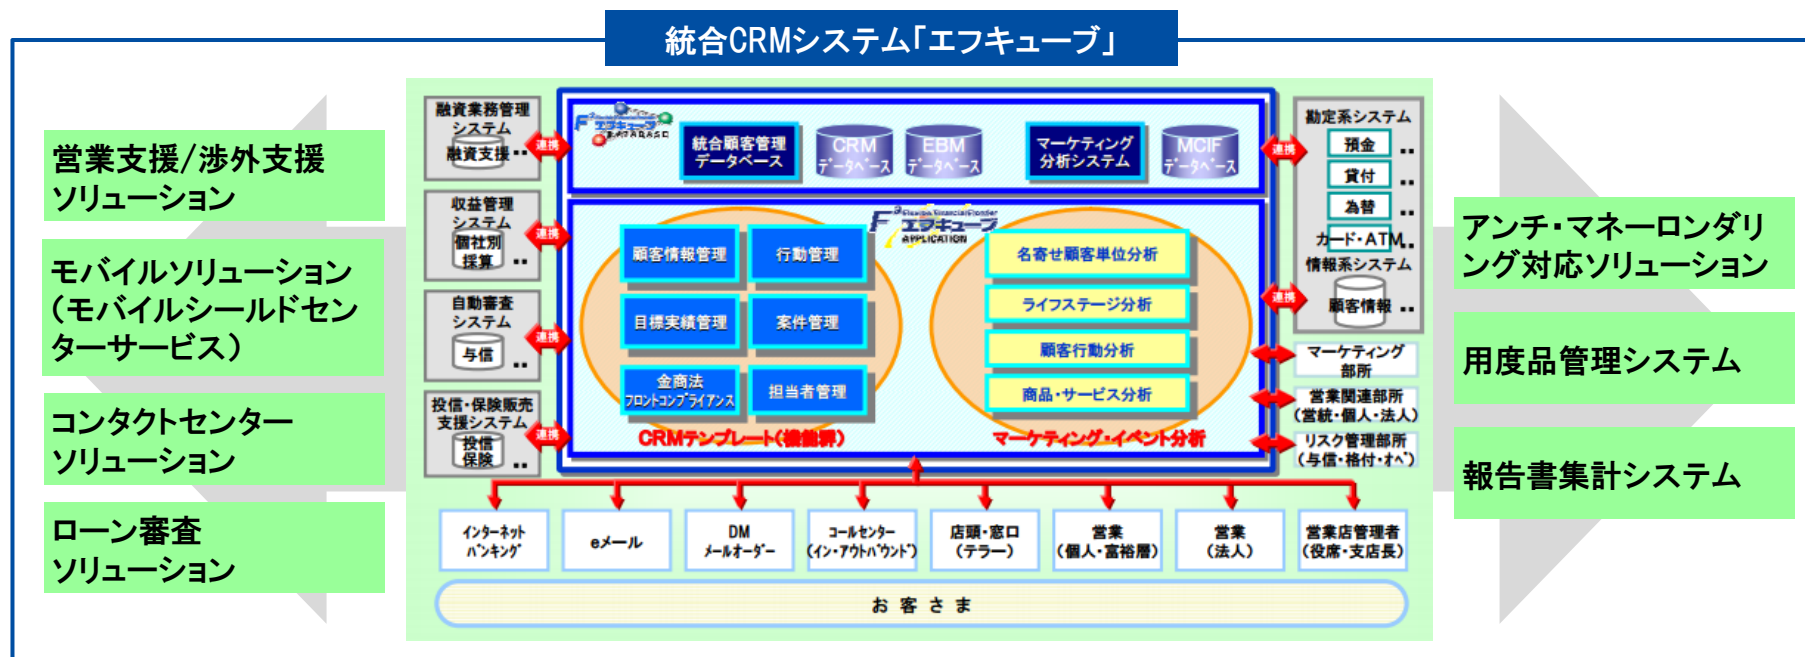 統合CRMシステム「エフキューブ」
営業支援/渉外支援
ソリューション
モバイルソリューション
（モバイルシールドセン
ターサービス）
コンタクトセンター
ソリューション
ローン審査
ソリューション
融資業務管理
システム
融資支援
連携
収益管理
システム
個社別
採算
連携
自動審査
システム
与信
連携
投信・保険販売
支援システム
投信
保険
連携
エフキューブ
DATABASE
統合顧客管理
データベース
CRM
データベース
EBM
データベース
マーケティング
分析システム
MCIF
データベース
Flexible Financial Frontier
エフキューブ
APPLICATION
顧客情報管理
行動管理
目標実績管理
案件管理
金商法
フロントコンプライアンス
担当者管理
CRMテンプレート（機能群）
名寄せ顧客単位分析
ライフステージ分析
顧客行動分析
商品・サービス分析
マーケティング・イベント分析
連携
勘定系システム
預金
貸付
為替
カード・ATM
情報系システム
連携
顧客情報
マーケティング
部所
営業関連部所
（営統・個人・法人）
リスク管理部所
（与信・格付・オペ）
インターネット
バンキング
eメール
DM
メールオーダー
コールセンター
（イン・アウトバウンド）
店頭・窓口
（テラー）
営業
（個人・富裕層）
営業
（法人）
営業店管理者
（役席・支店長）
お客さま
アンチ・マネーロンダリ
ング対応ソリューション
用度品管理システム
報告書集計システム